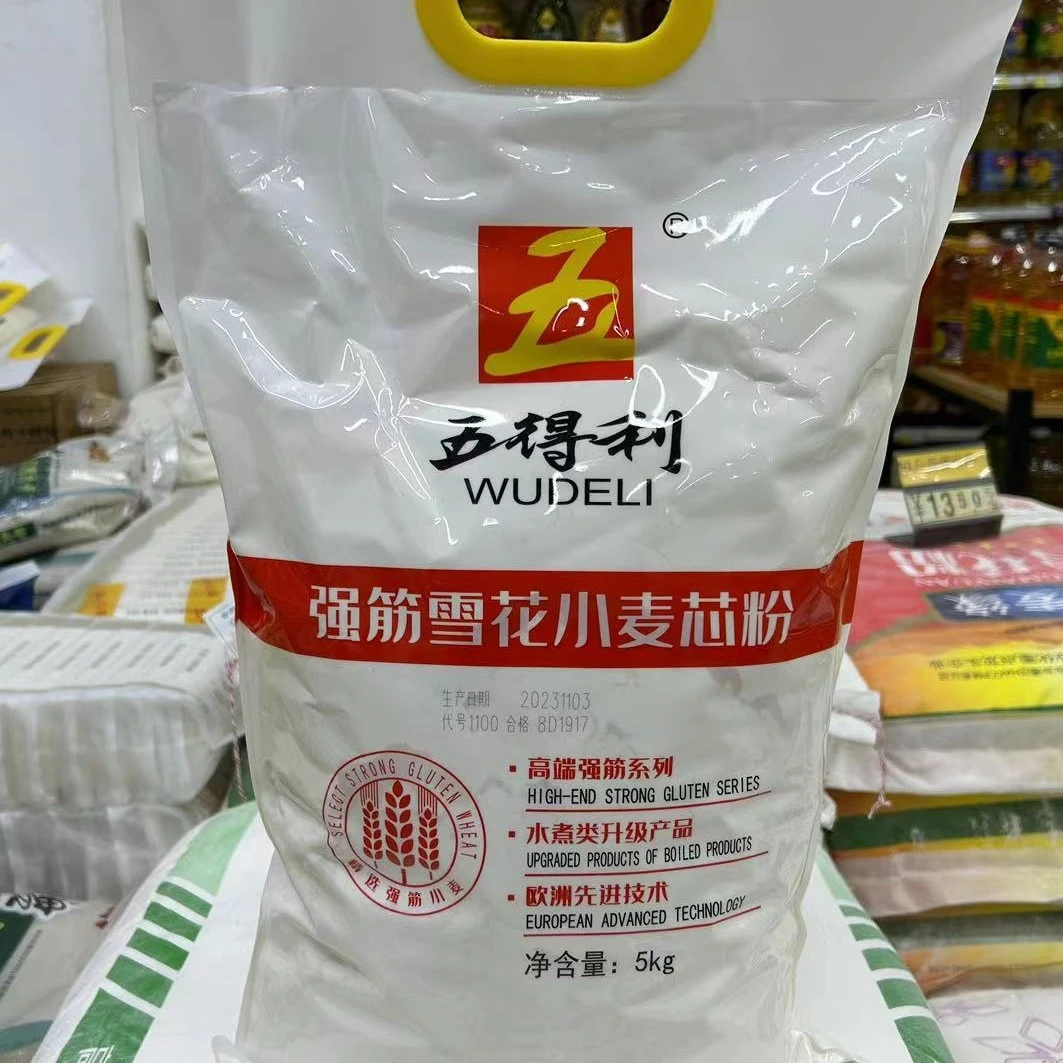 五
®
五得利
WUDELI
强筋雪花小麦芯粉
生产日期 20231103
代号1100 合格 8D1917
SELECT STRONG GLUTEN WHEAT
精选强筋小麦
·高端强筋系列
HIGH-END STRONG GLUTEN SERIES
·水煮类升级产品
UPGRADED PRODUCTS OF BOILED PRODUCTS
·欧洲先进技术
EUROPEAN ADVANCED TECHNOLOGY
净含量：5kg
¥13.50